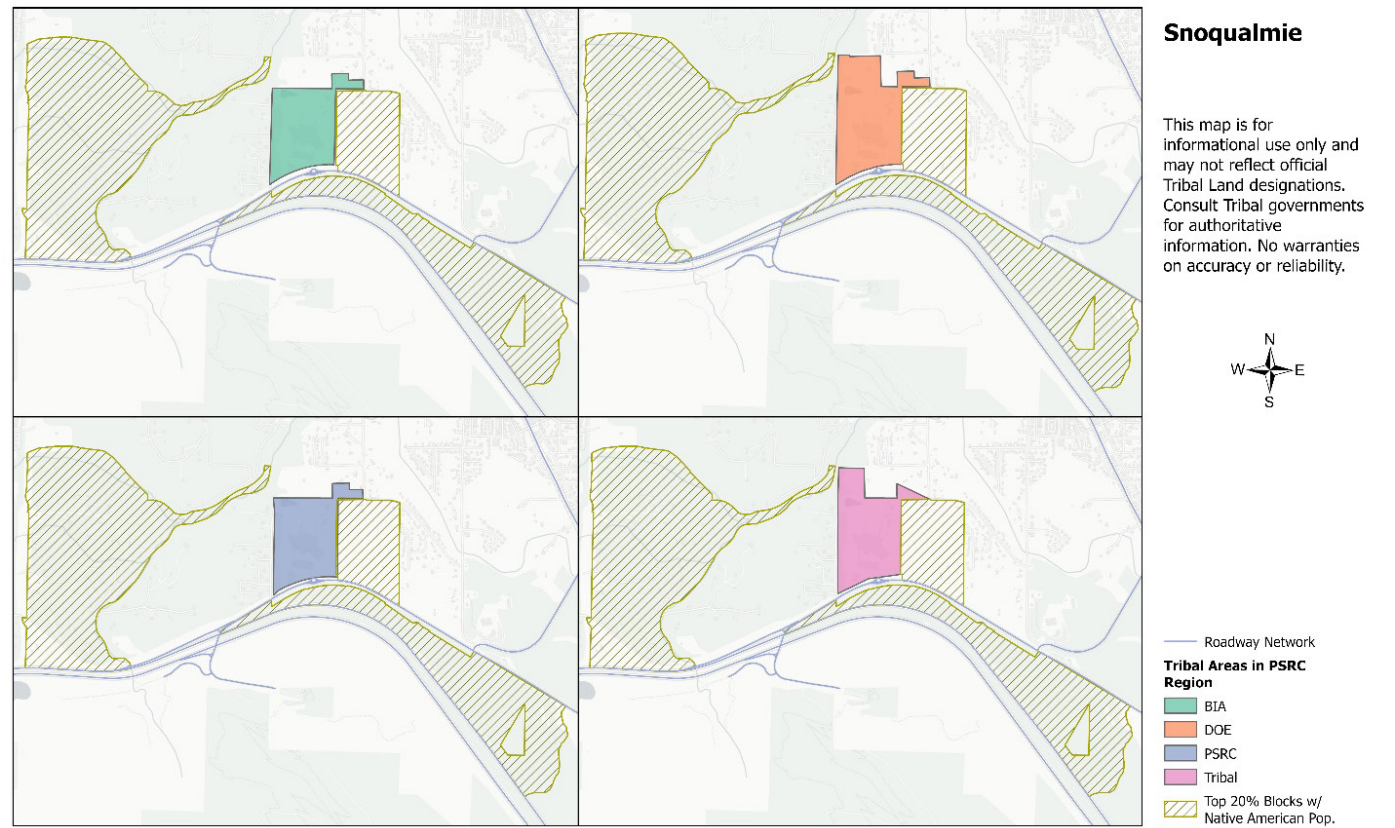 Snoqualmie
This map is for
informational use only and
may not reflect official
Tribal Land designations.
Consult Tribal governments
for authoritative
information. No warranties
on accuracy or reliability.
N
W E
S
Roadway Network
Tribal Areas in PSRC
Region
BIA
DOE
PSRC
Tribal
Top 20% Blocks w/
Native American Pop.